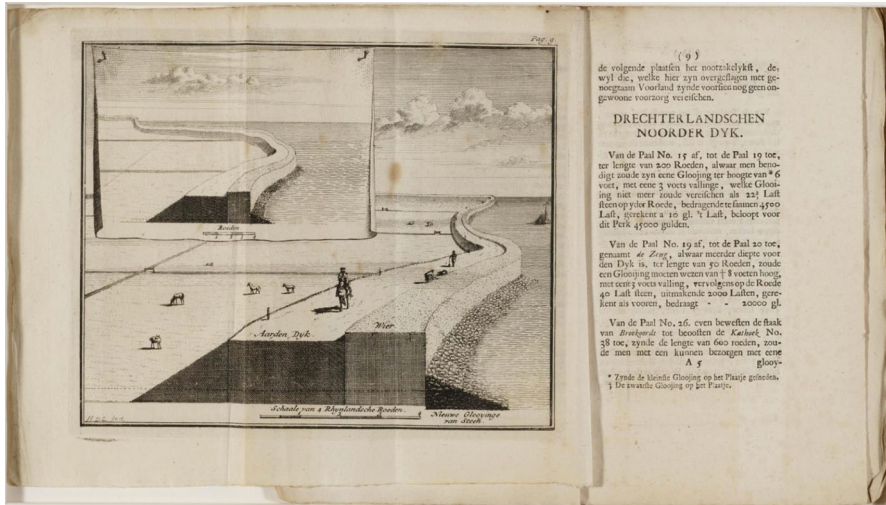 Pag. 9.
Roeden
Aarden Dyk.
Wier
Schaale van 4 Rhynlandsche Roeden.
Nieuwe Glooyinge
van Steen.
( 9 )
de volgende plaatsen het nootzakelykst, de,
wyl die, welke hier zyn overgeslagen met ge-
noegzaam Voorland zynde voorsien nog geen on-
gewoone voorzorg vereischen.
DRECHTERLANDSCHEN
NOORDER DYK.
Van de Paal No. 15 af, tot de Paal 19 toe,
ter lengte van 200 Roeden, alwaar men beno-
digt zoude zyn eene Glooijing ter hoogte van * 6
voet, met eene 3 voets vallinge, welke Glooi-
ing niet meer zoude vereischen als 22½ Last
steen op yder Roede, bedragende te saamen 4500
Last, gerekent a 10 gl. 't Last, beloopt voor
dit Perk 45000 gulden.
Van de Paal No. 19 af, tot de Paal 20 toe,
genaamt de Zeug, alwaar meerder diepte voor
den Dyk is, ter lengte van 50 Roeden, zoude
een Glooijing moeten wezen van † 8 voeten hoog,
met een 3 voets valling, vervolgens op de Roede
40 Last steen, uitmakende 2000 Lasten, gere-
kent als vooren, bedraagt - - 20000 gl.
Van de Paal No. 26. even bewesten de staak
van Broekoordt tot beoosten de Kathoek No.
38 toe, zynde de lengte van 600 roeden, zou-
de men met een kunnen bezorgen met eene
A 5 glooy-
* Zynde de kleinste Glooijing op het Plaatje gesneden.
† De zwaarste Glooijing op het Plaatje.